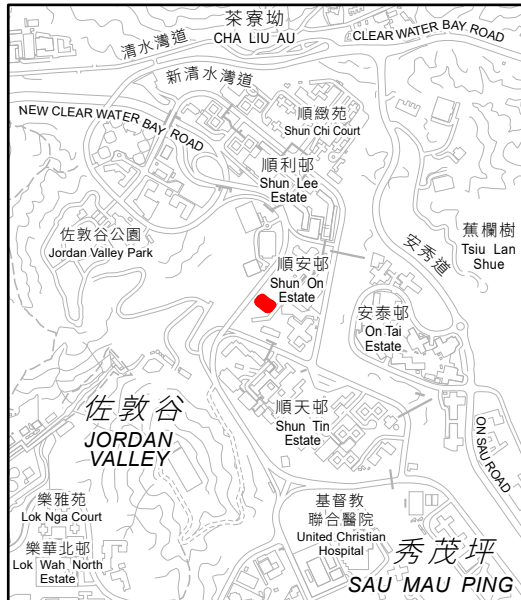 茶寮坳
CHA LIU AU
清水灣道
CLEAR WATER BAY ROAD
新清水灣道
NEW CLEAR WATER BAY ROAD
順緻苑
Shun Chi Court
順利邨
Shun Lee
Estate
佐敦谷公園
Jordan Valley Park
順安邨
Shun On
Estate
安秀道
蕉欄樹
Tsiu Lan
Shue
安泰邨
On Tai
Estate
佐敦谷
JORDAN
VALLEY
順天邨
Shun Tin
Estate
ON SAU ROAD
樂雅苑
Lok Nga Court
基督教
聯合醫院
United Christian
Hospital
樂華北邨
Lok Wah North
Estate
秀茂坪
SAU MAU PING